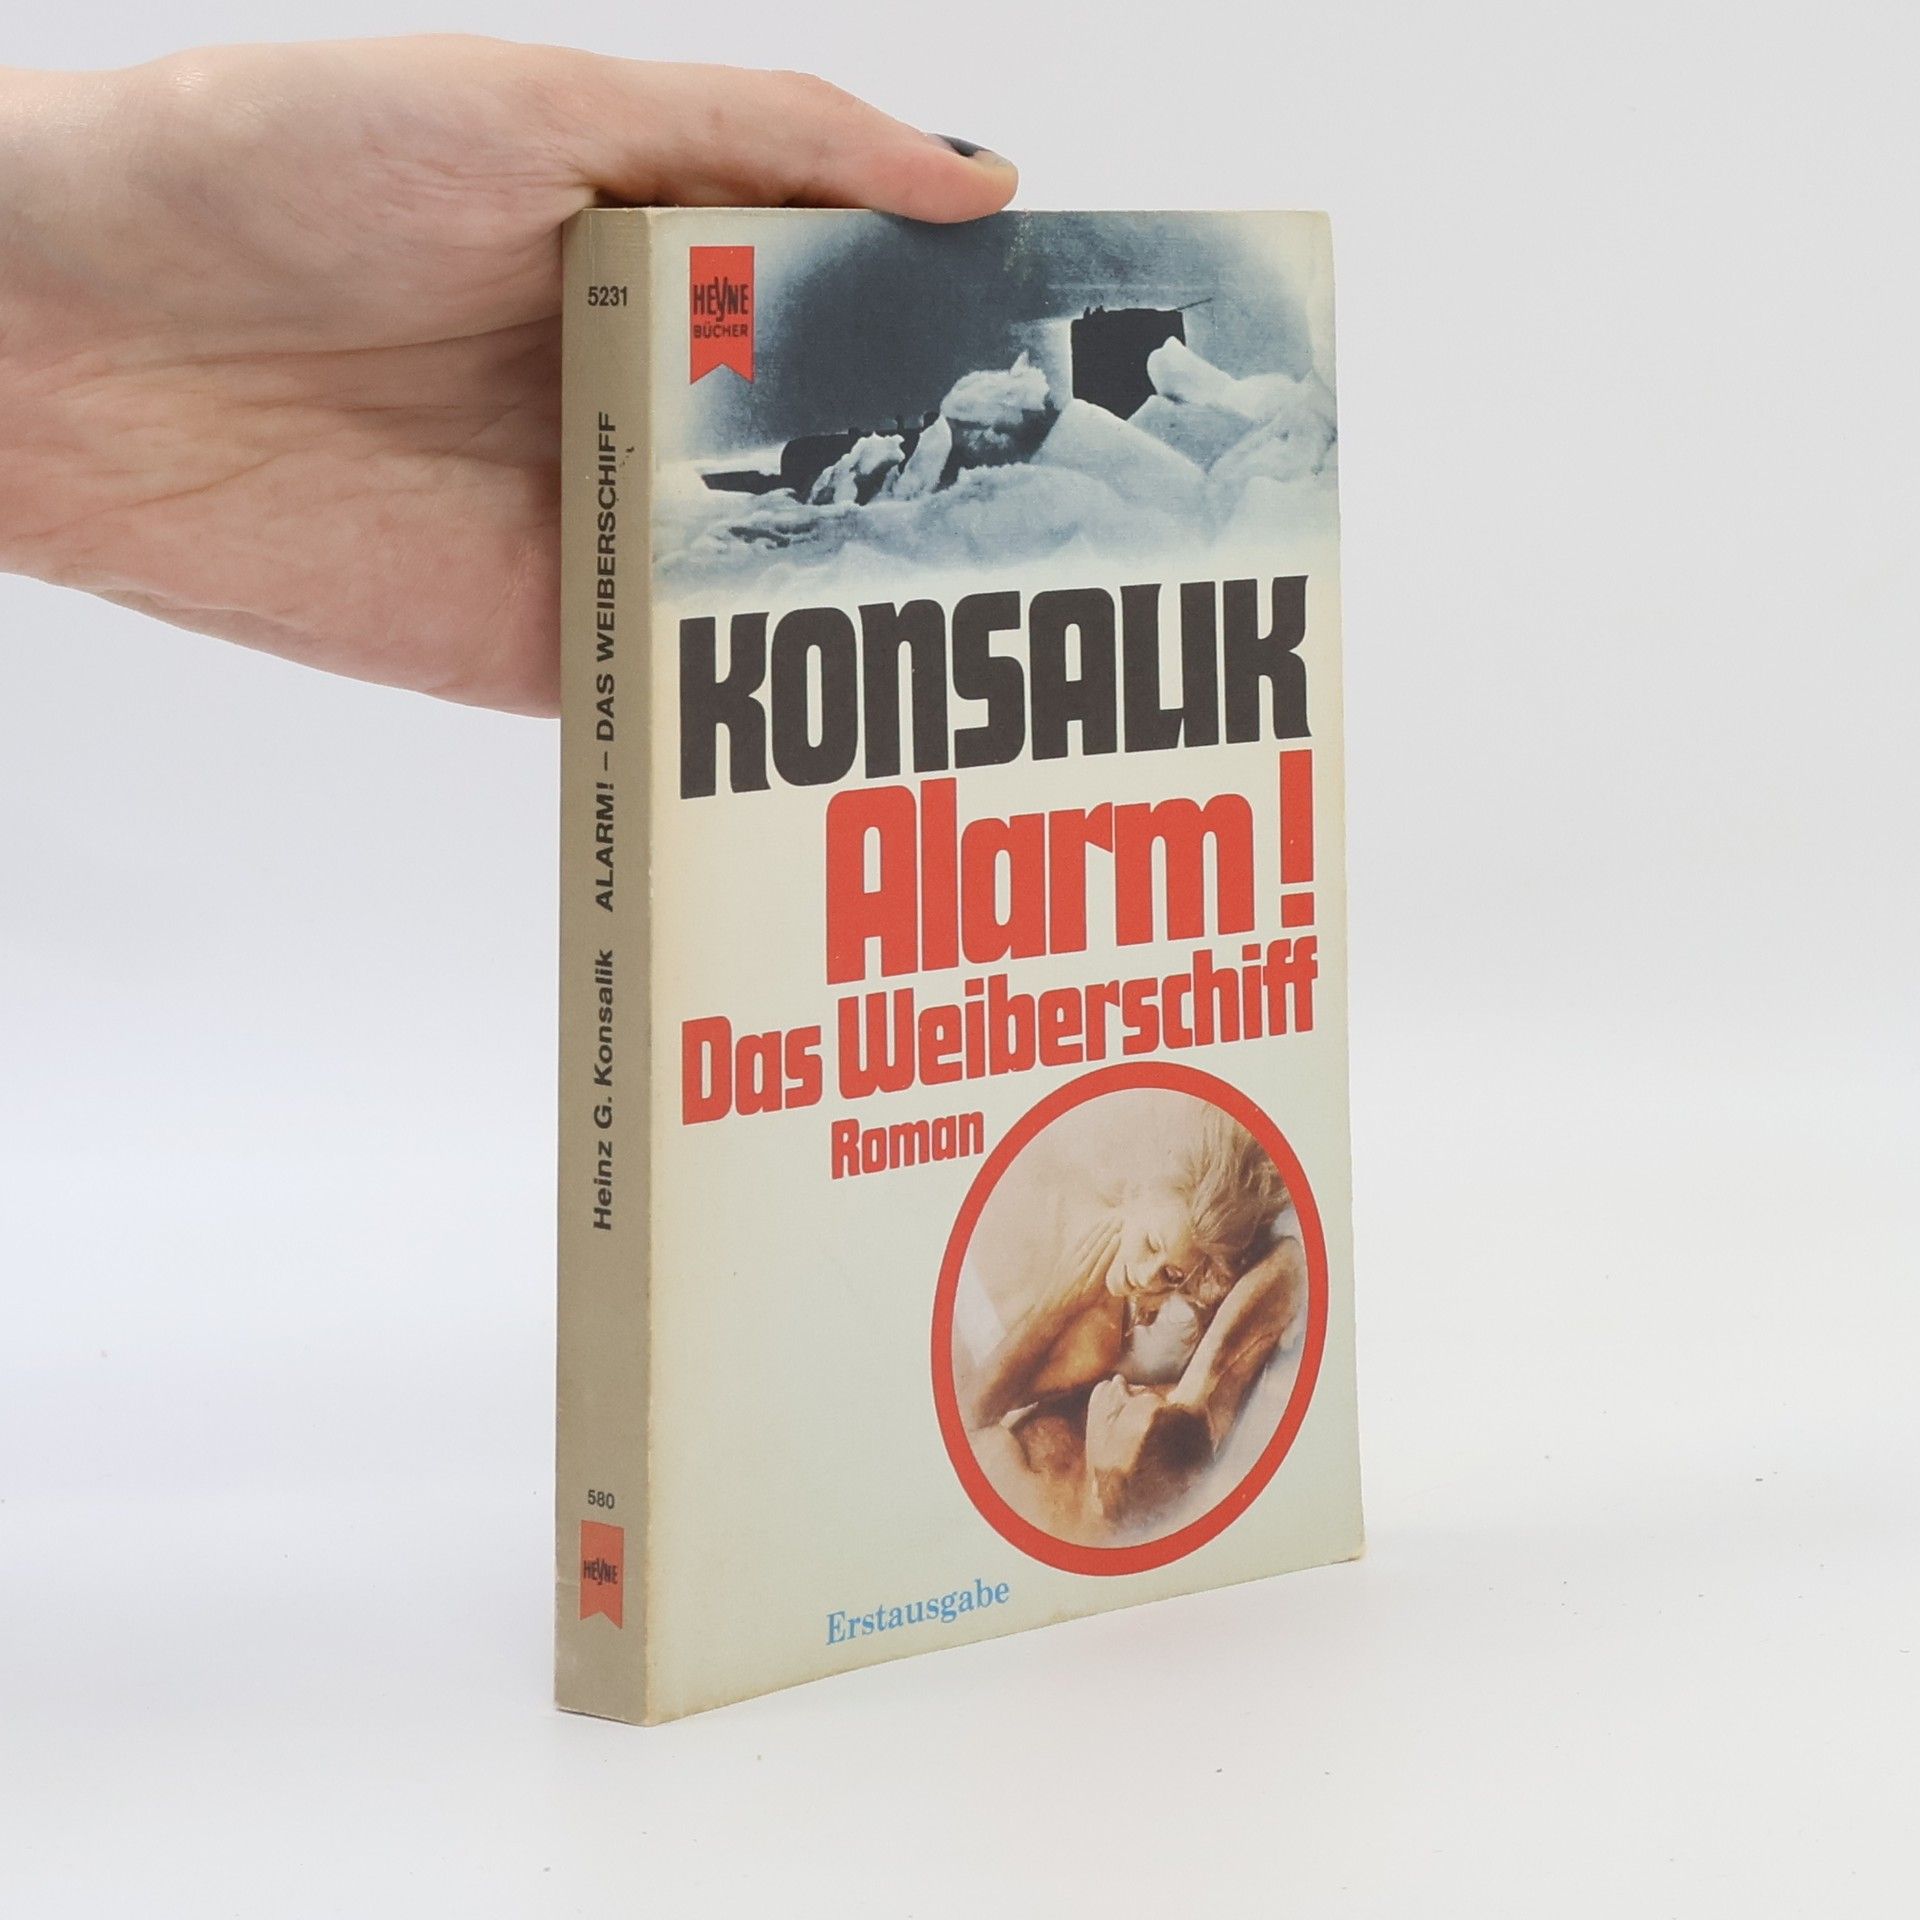 5231
Heinz G. Konsalik ALARM! – DAS WEIBERSCHIFF
580
HEYNE
HEYNE
BÜCHER
KONSALIK
Alarm!
Das Weiberschiff
Roman
Erstausgabe